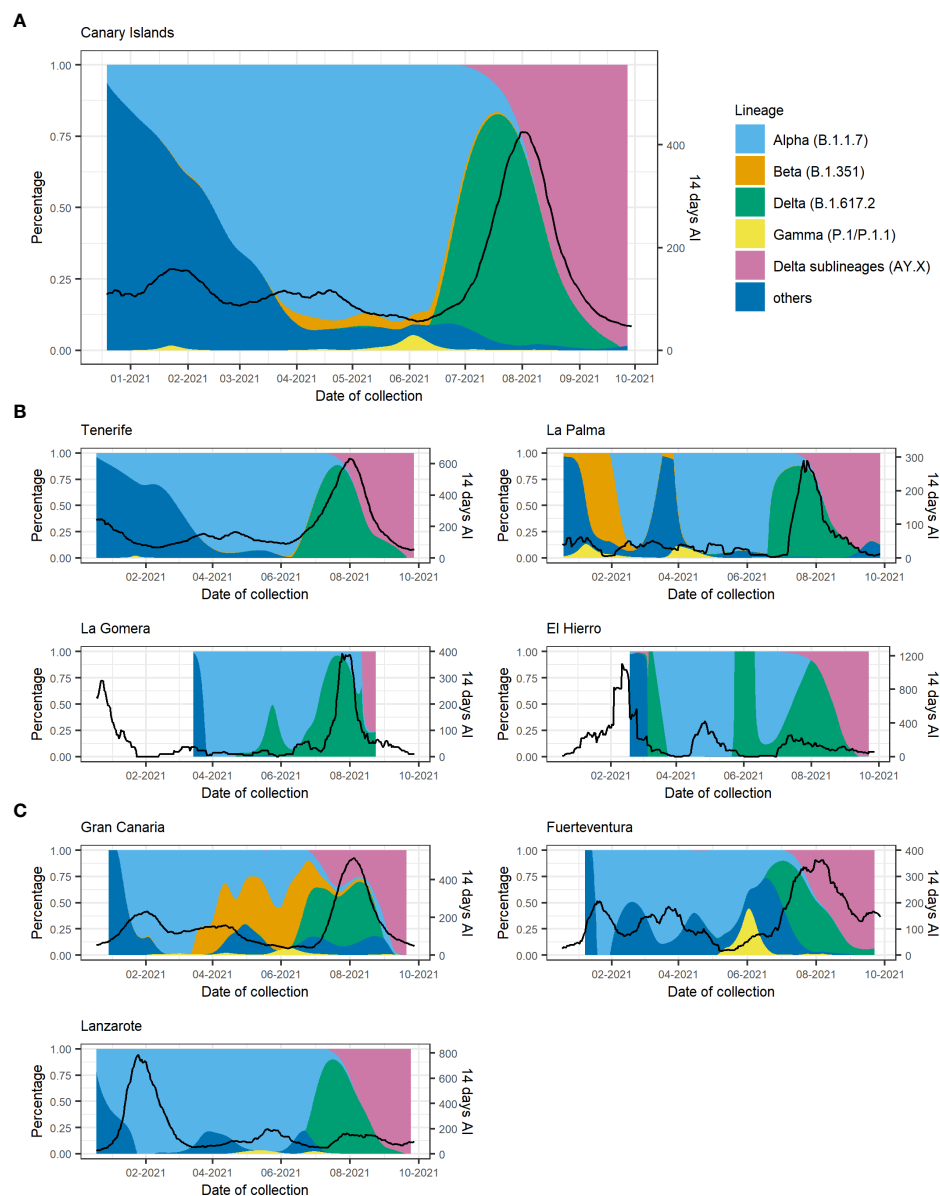 A
Canary Islands
1.00
0.75
0.50
0.25
0.00
Percentage
400
200
0
14 days AI
01-2021 02-2021 03-2021 04-2021 05-2021 06-2021 07-2021 08-2021 09-2021 10-2021
Date of collection
Lineage
Alpha (B.1.1.7)
Beta (B.1.351)
Delta (B.1.617.2
Gamma (P.1/P.1.1)
Delta sublineages (AY.X)
others
B
Tenerife
1.00
0.75
0.50
0.25
0.00
Percentage
600
400
200
0
14 days AI
02-2021 04-2021 06-2021 08-2021 10-2021
Date of collection
La Palma
1.00
0.75
0.50
0.25
0.00
Percentage
300
200
100
0
14 days AI
02-2021 04-2021 06-2021 08-2021 10-2021
Date of collection
La Gomera
1.00
0.75
0.50
0.25
0.00
Percentage
400
300
200
100
0
14 days AI
02-2021 04-2021 06-2021 08-2021 10-2021
Date of collection
El Hierro
1.00
0.75
0.50
0.25
0.00
Percentage
1200
800
400
0
14 days AI
02-2021 04-2021 06-2021 08-2021 10-2021
Date of collection
C
Gran Canaria
1.00
0.75
0.50
0.25
0.00
Percentage
400
200
0
14 days AI
02-2021 04-2021 06-2021 08-2021 10-2021
Date of collection
Fuerteventura
1.00
0.75
0.50
0.25
0.00
Percentage
400
300
200
100
0
14 days AI
02-2021 04-2021 06-2021 08-2021 10-2021
Date of collection
Lanzarote
1.00
0.75
0.50
0.25
0.00
Percentage
800
600
400
200
0
14 days AI
02-2021 04-2021 06-2021 08-2021 10-2021
Date of collection